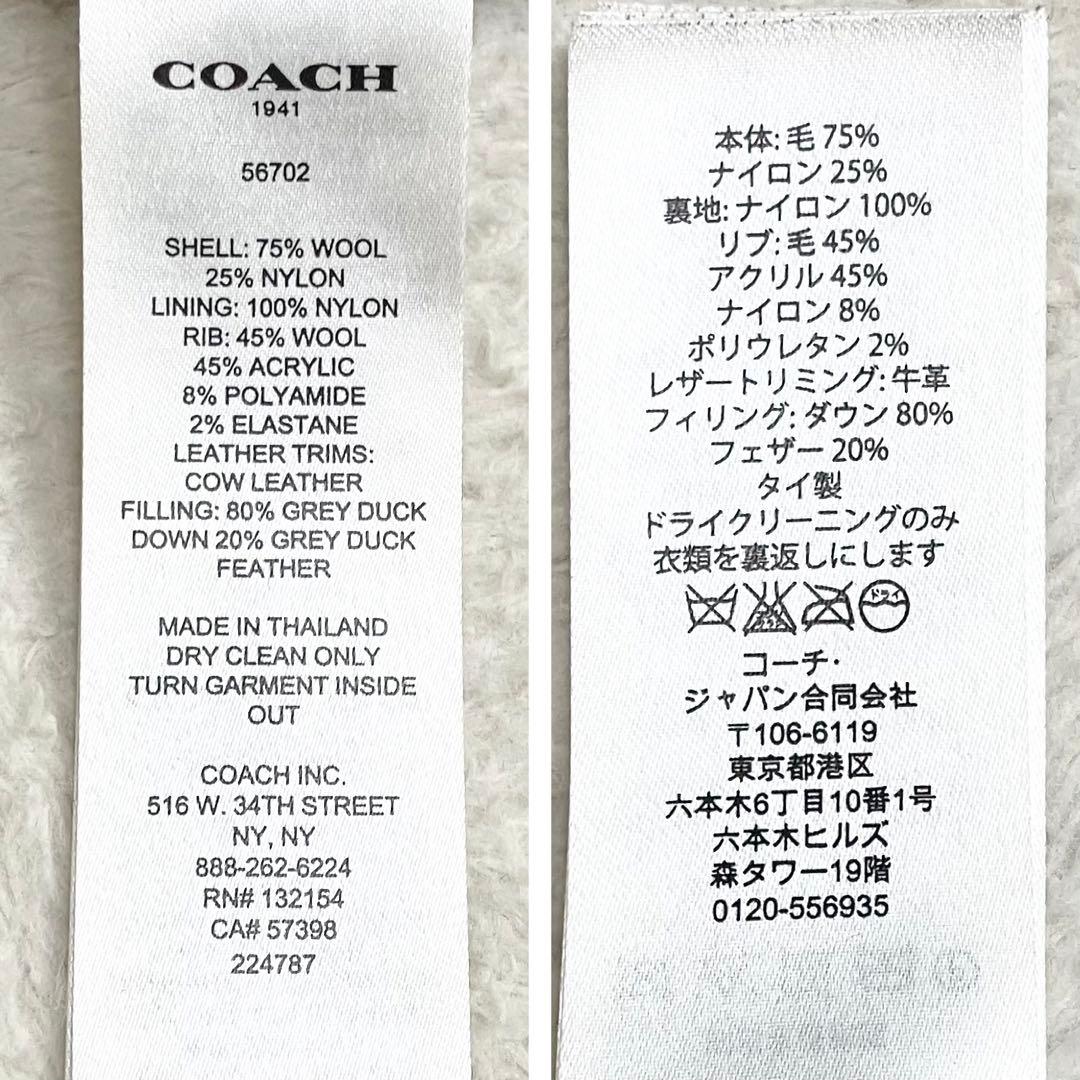 COACH
1941
56702
SHELL: 75% WOOL
25% NYLON
LINING: 100% NYLON
RIB: 45% WOOL
45% ACRYLIC
8% POLYAMIDE
2% ELASTANE
LEATHER TRIMS:
COW LEATHER
FILLING: 80% GREY DUCK
DOWN 20% GREY DUCK
FEATHER
MADE IN THAILAND
DRY CLEAN ONLY
TURN GARMENT INSIDE
OUT
COACH INC.
516 W. 34TH STREET
NY, NY
888-262-6224
RN# 132154
CA# 57398
224787
本体: 毛 75%
ナイロン 25%
裏地: ナイロン 100%
リブ: 毛 45%
アクリル 45%
ナイロン 8%
ポリウレタン 2%
レザートリミング: 牛革
フィリング: ダウン 80%
フェザー 20%
タイ製
ドライクリーニングのみ
衣類を裏返しにします
ドライ
コーチ・
ジャパン合同会社
〒106-6119
東京都港区
六本木6丁目10番1号
六本木ヒルズ
森タワー19階
0120-556935